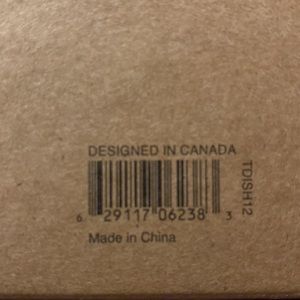 DESIGNED IN CANADA
TDISH12
6 29117 06238 3
Made in China